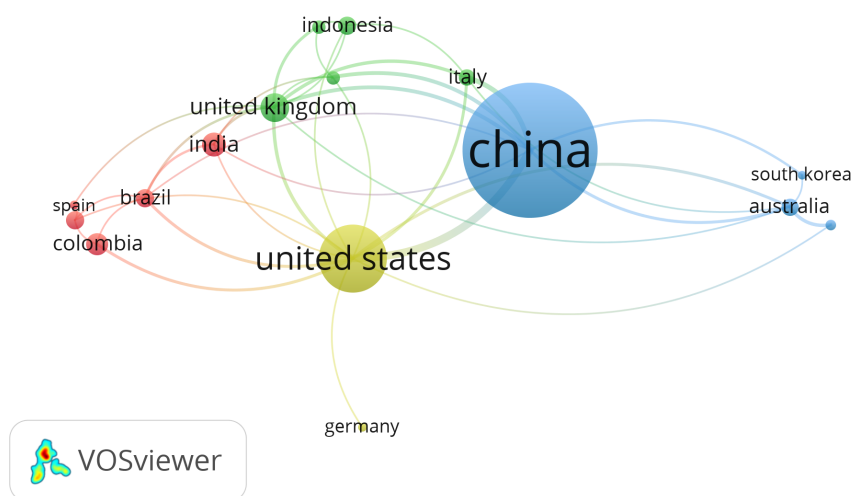 indonesia
italy
united kingdom
india
china
south korea
spain
brazil
australia
colombia
united states
germany
VOSviewer